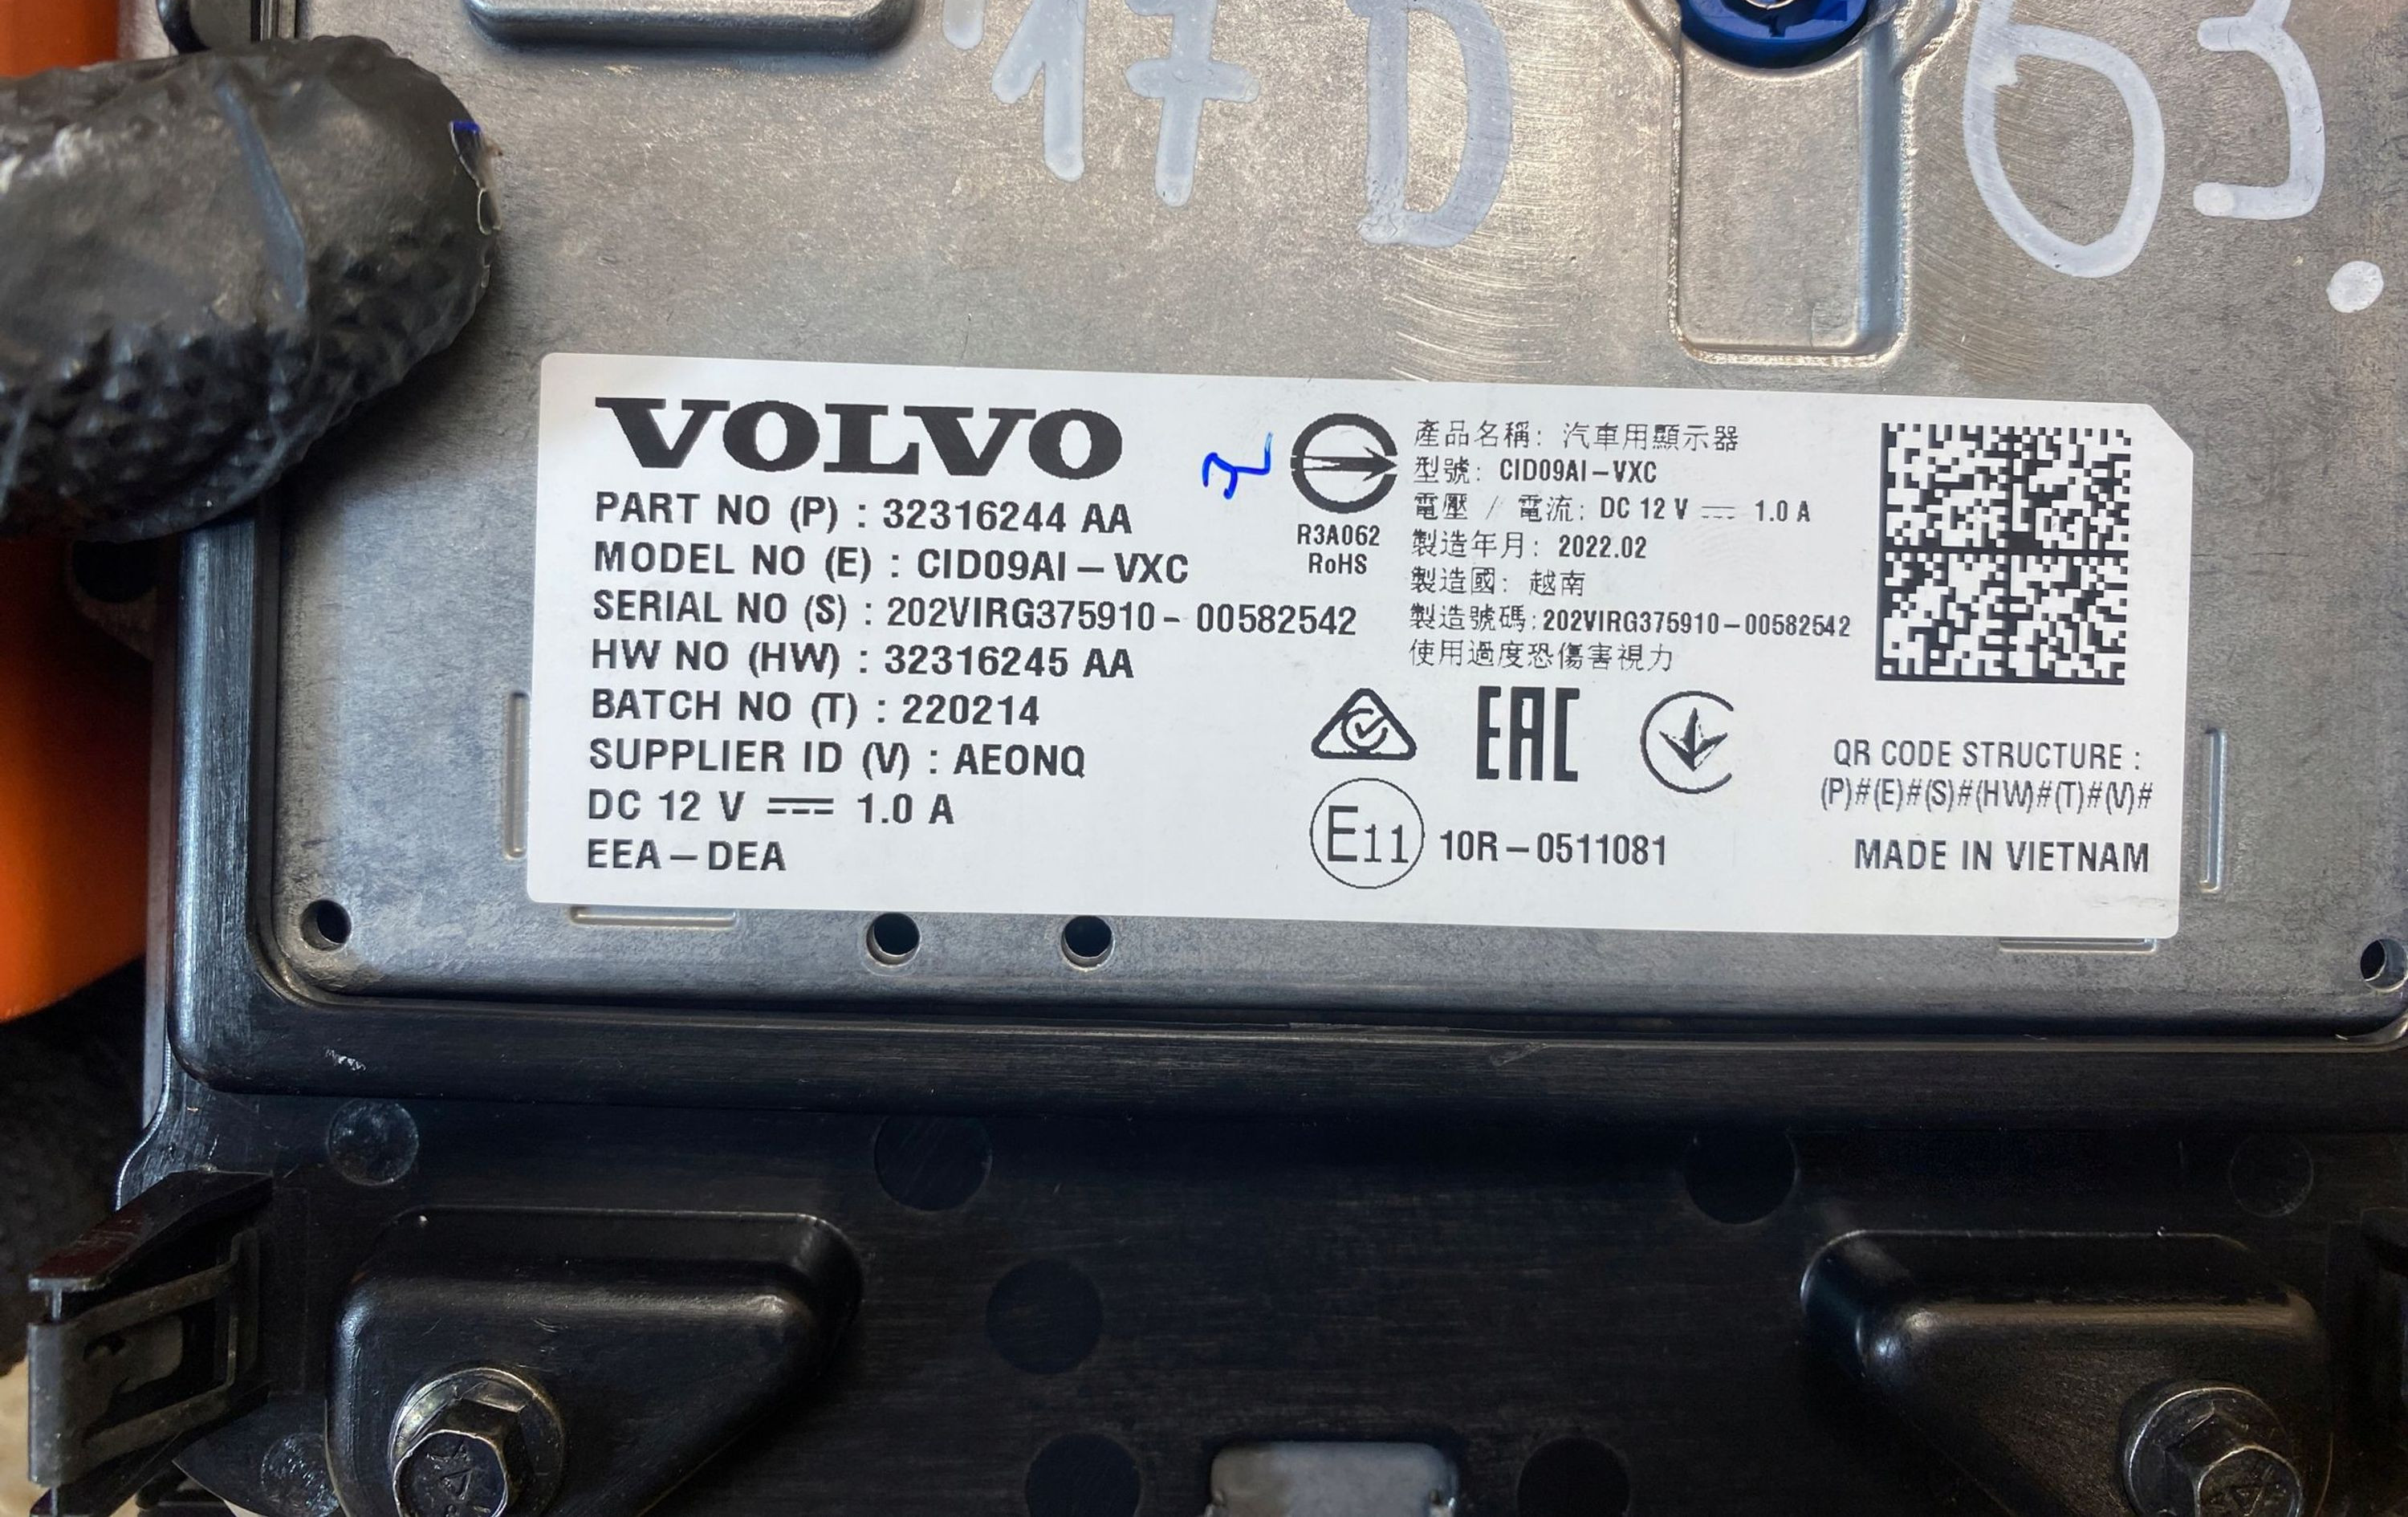 17 D 63.
VOLVO
PART NO (P) : 32316244 AA
MODEL NO (E) : CID09AI – VXC
SERIAL NO (S) : 202VIRG375910 - 00582542
HW NO (HW) : 32316245 AA
BATCH NO (T) : 220214
SUPPLIER ID (V) : AEONQ
DC 12 V ⎓ 1.0 A
EEA – DEA
R3A062
RoHS
產品名稱: 汽車用顯示器
型號: CID09AI–VXC
電壓 / 電流: DC 12 V ⎓ 1.0 A
製造年月: 2022.02
製造國: 越南
製造號碼:202VIRG375910–00582542
使用過度恐傷害視力
EAC
E11 10R – 0511081
QR CODE STRUCTURE :
(P)#(E)#(S)#(HW)#(T)#(V)#
MADE IN VIETNAM